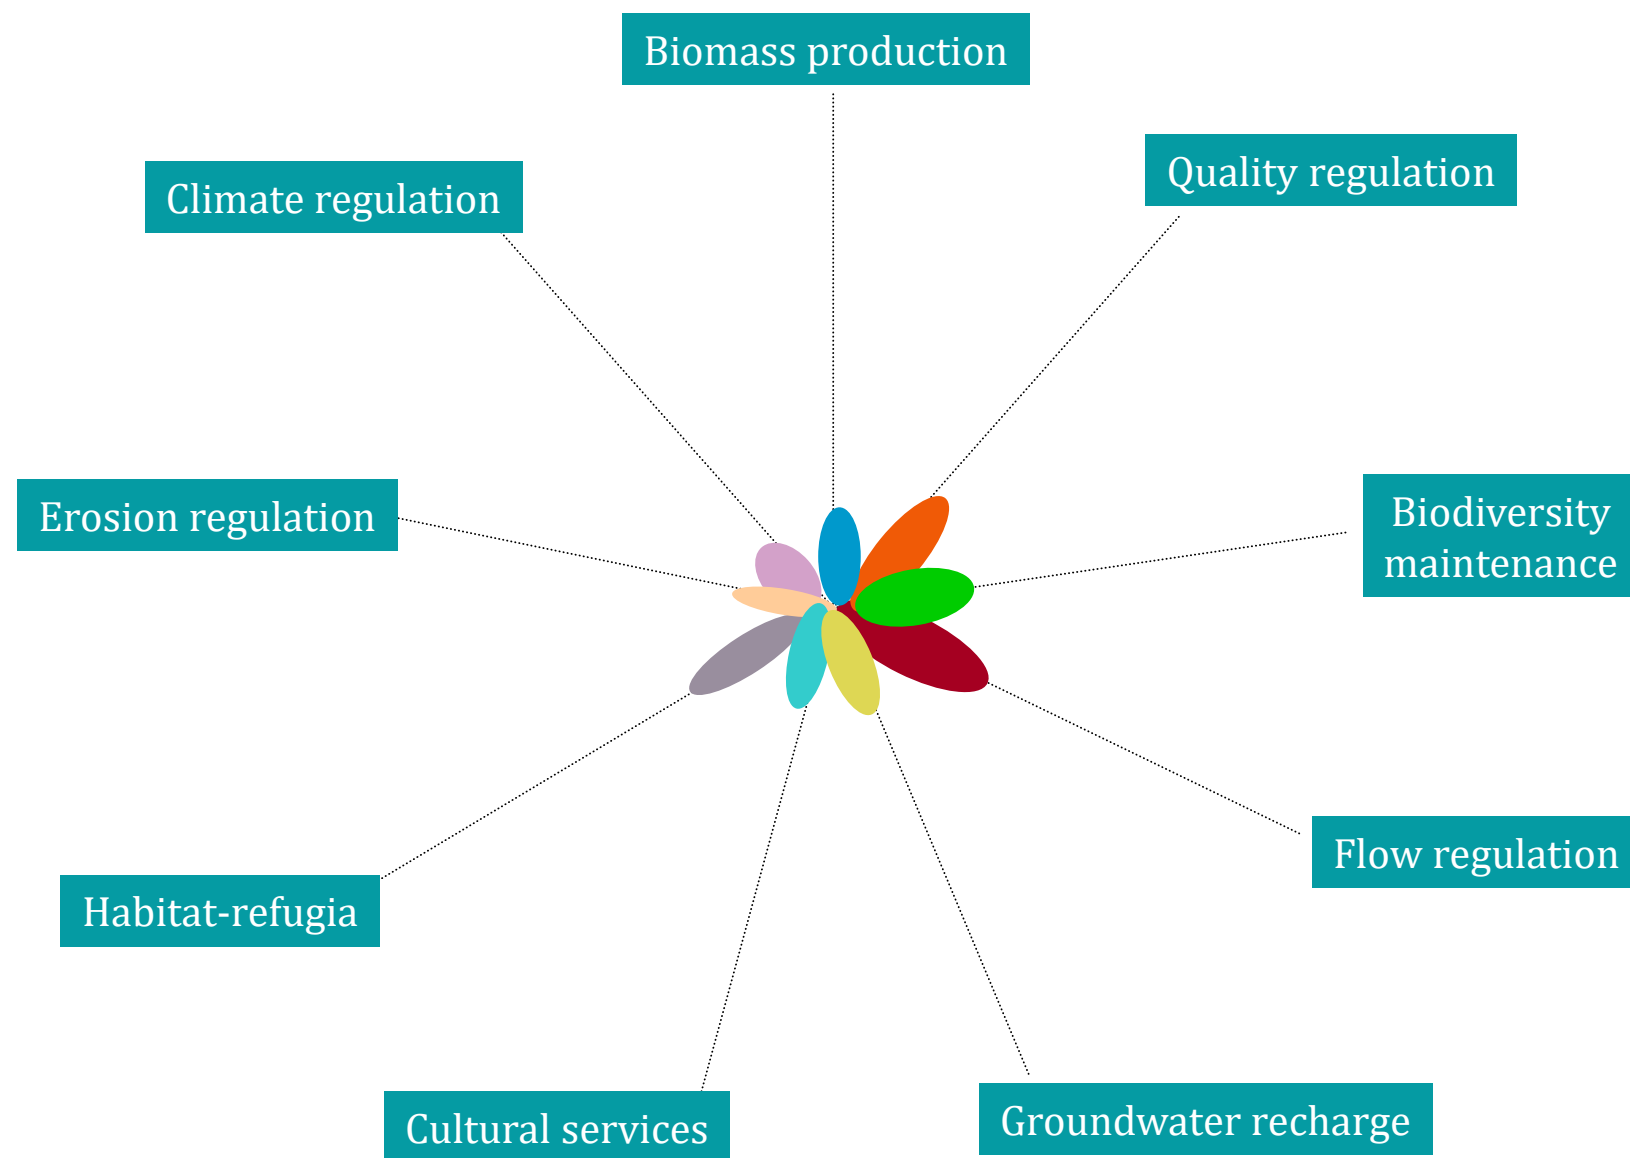 Biomass production
Quality regulation
Climate regulation
Biodiversity
maintenance
Erosion regulation
Flow regulation
Habitat-refugia
Groundwater recharge
Cultural services